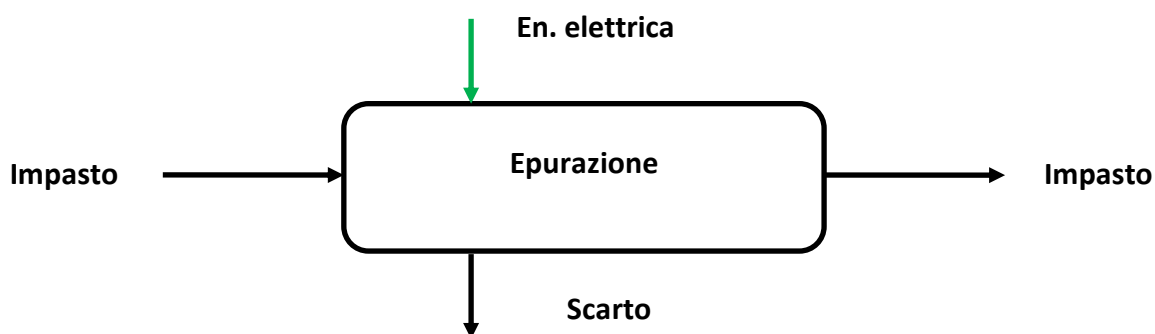 En. elettrica
Epurazione
Impasto
Impasto
Scarto